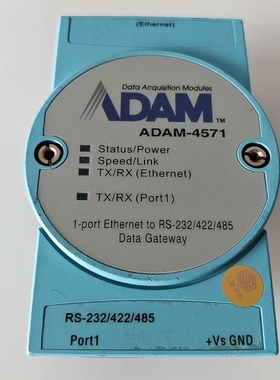 (Ethernet)
Data Acquisition Modules
ADAM™
ADAM-4571
Status/Power
Speed/Link
TX/RX (Ethernet)
TX/RX (Port1)
1-port Ethernet to RS-232/422/485
Data Gateway
RS-232/422/485
Port1 +Vs GND